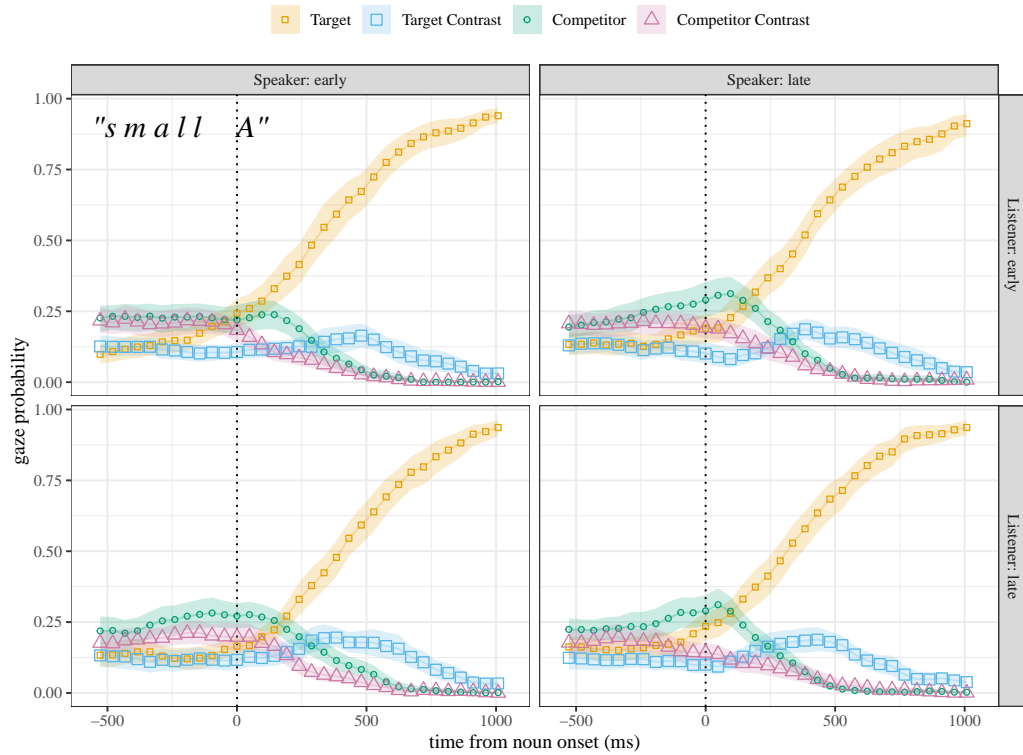 Target Target Contrast Competitor Competitor Contrast
Speaker: early Speaker: late
"s m a l l A"
1.00
0.75
0.50
0.25
0.00
Listener: early
1.00
0.75
0.50
0.25
0.00
Listener: late
gaze probability
−500 0 500 1000 −500 0 500 1000
time from noun onset (ms)